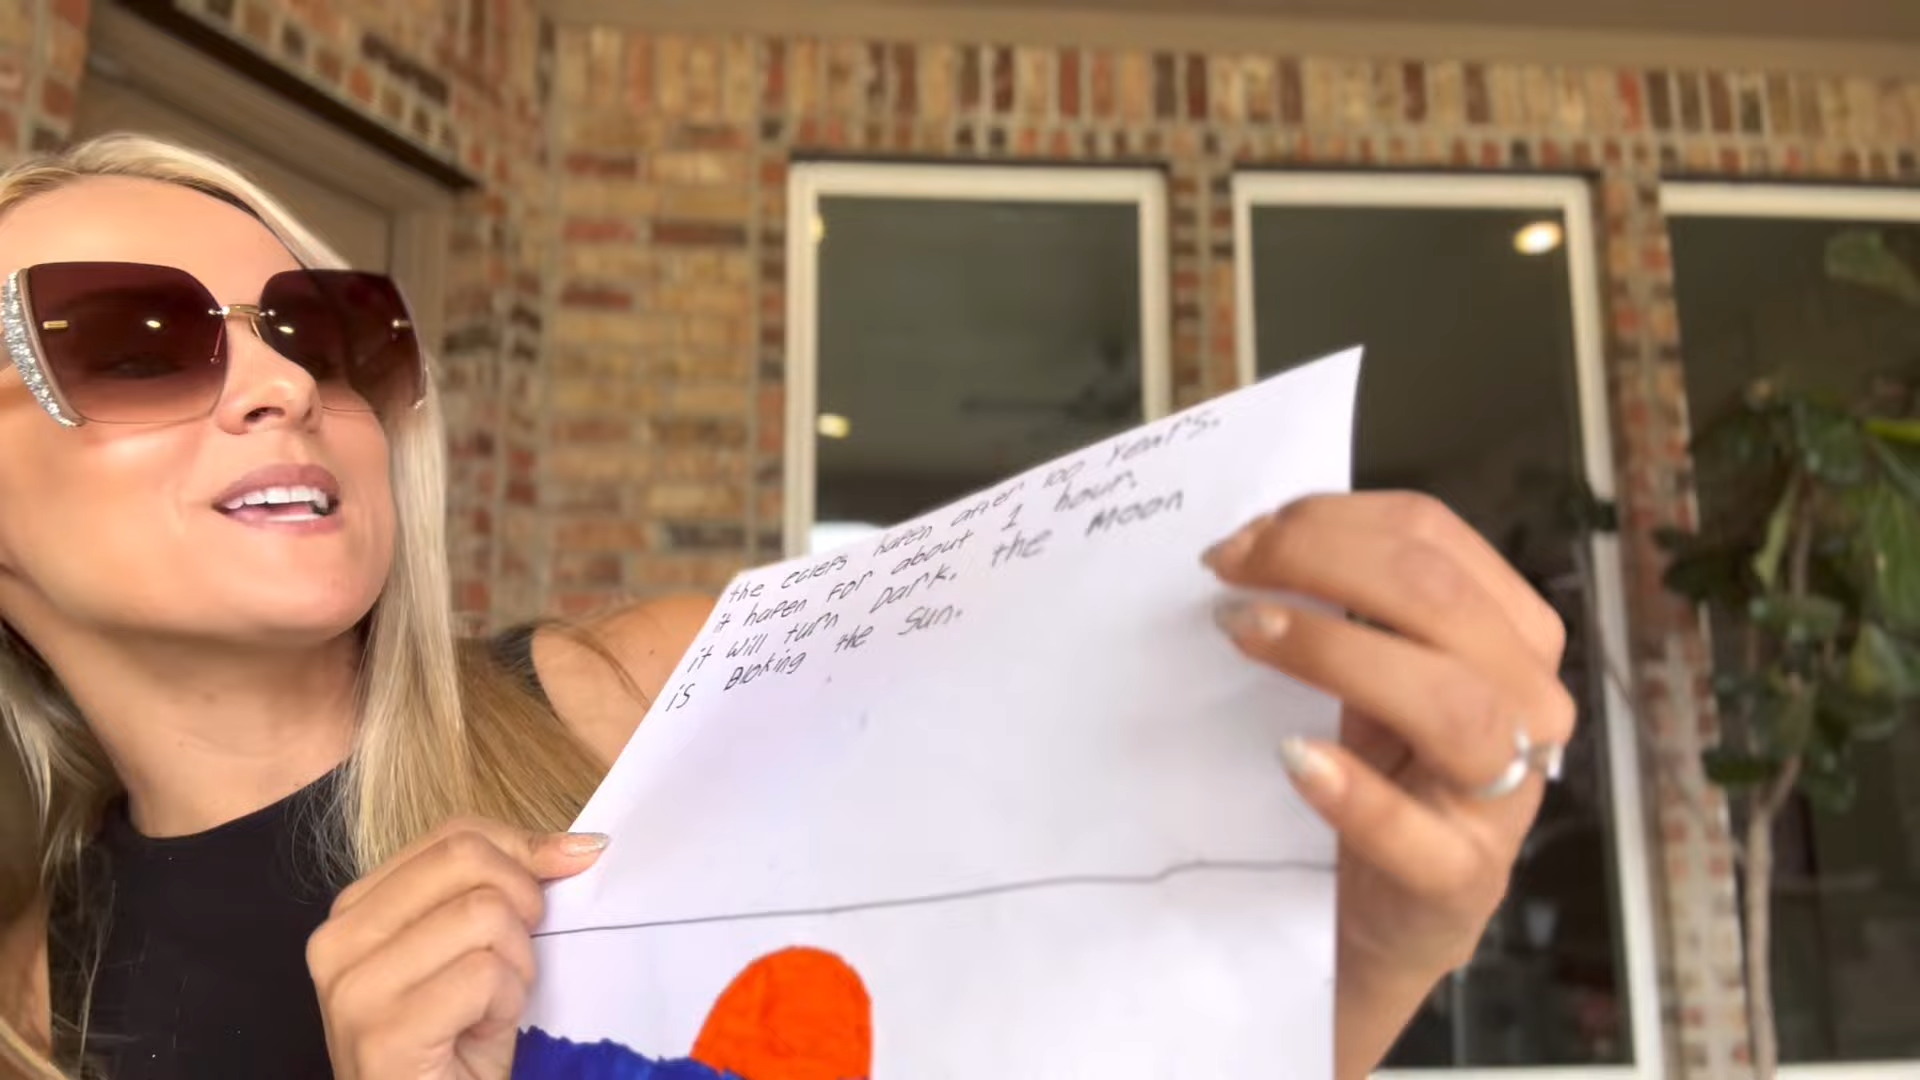 the ecleps hapen after 100 years.
it hapen for about 1 hour.
it will turn Dark. the Moon
is Bloking the Sun.